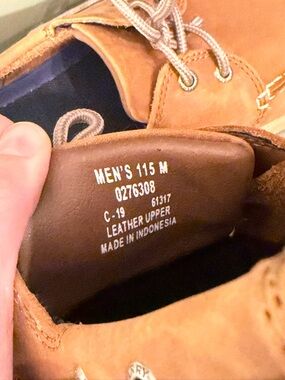 MEN'S 115 M
0276308
C-19 61317
LEATHER UPPER
MADE IN INDONESIA